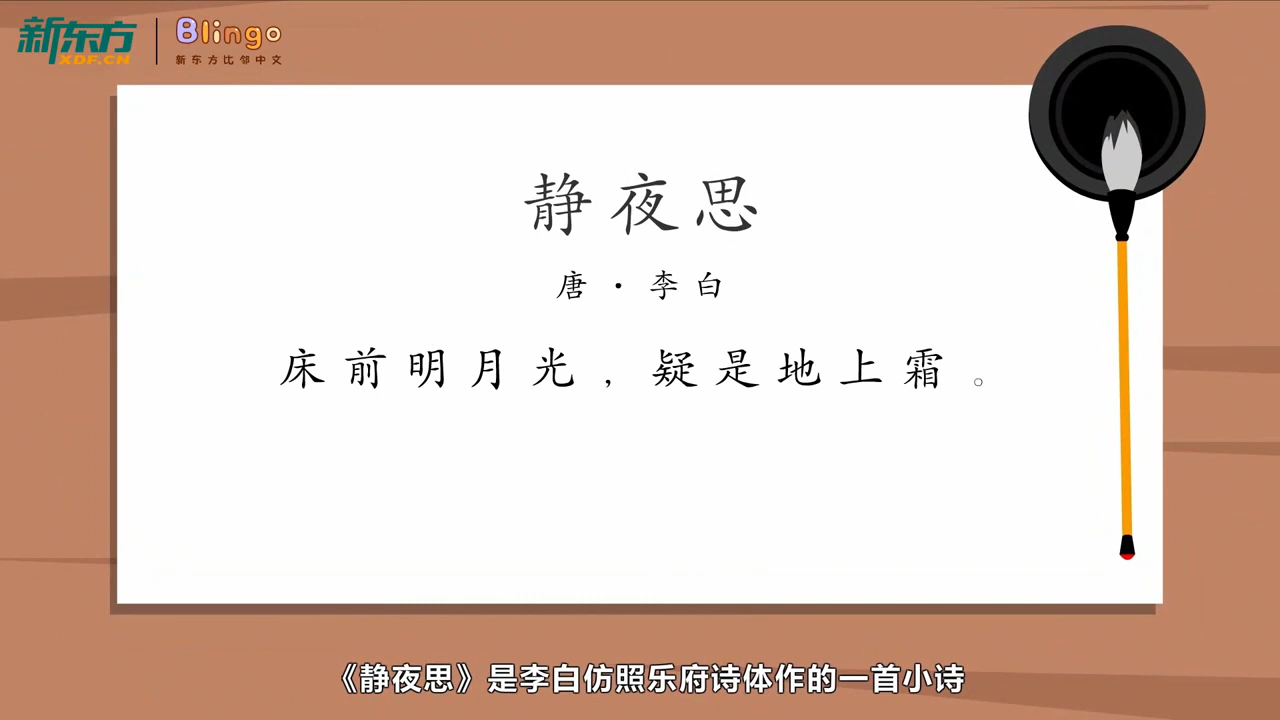 新东方
XDF.CN
Blingo
新东方比邻中文
静夜思
唐·李白
床前明月光，疑是地上霜。
《静夜思》是李白仿照乐府诗体作的一首小诗